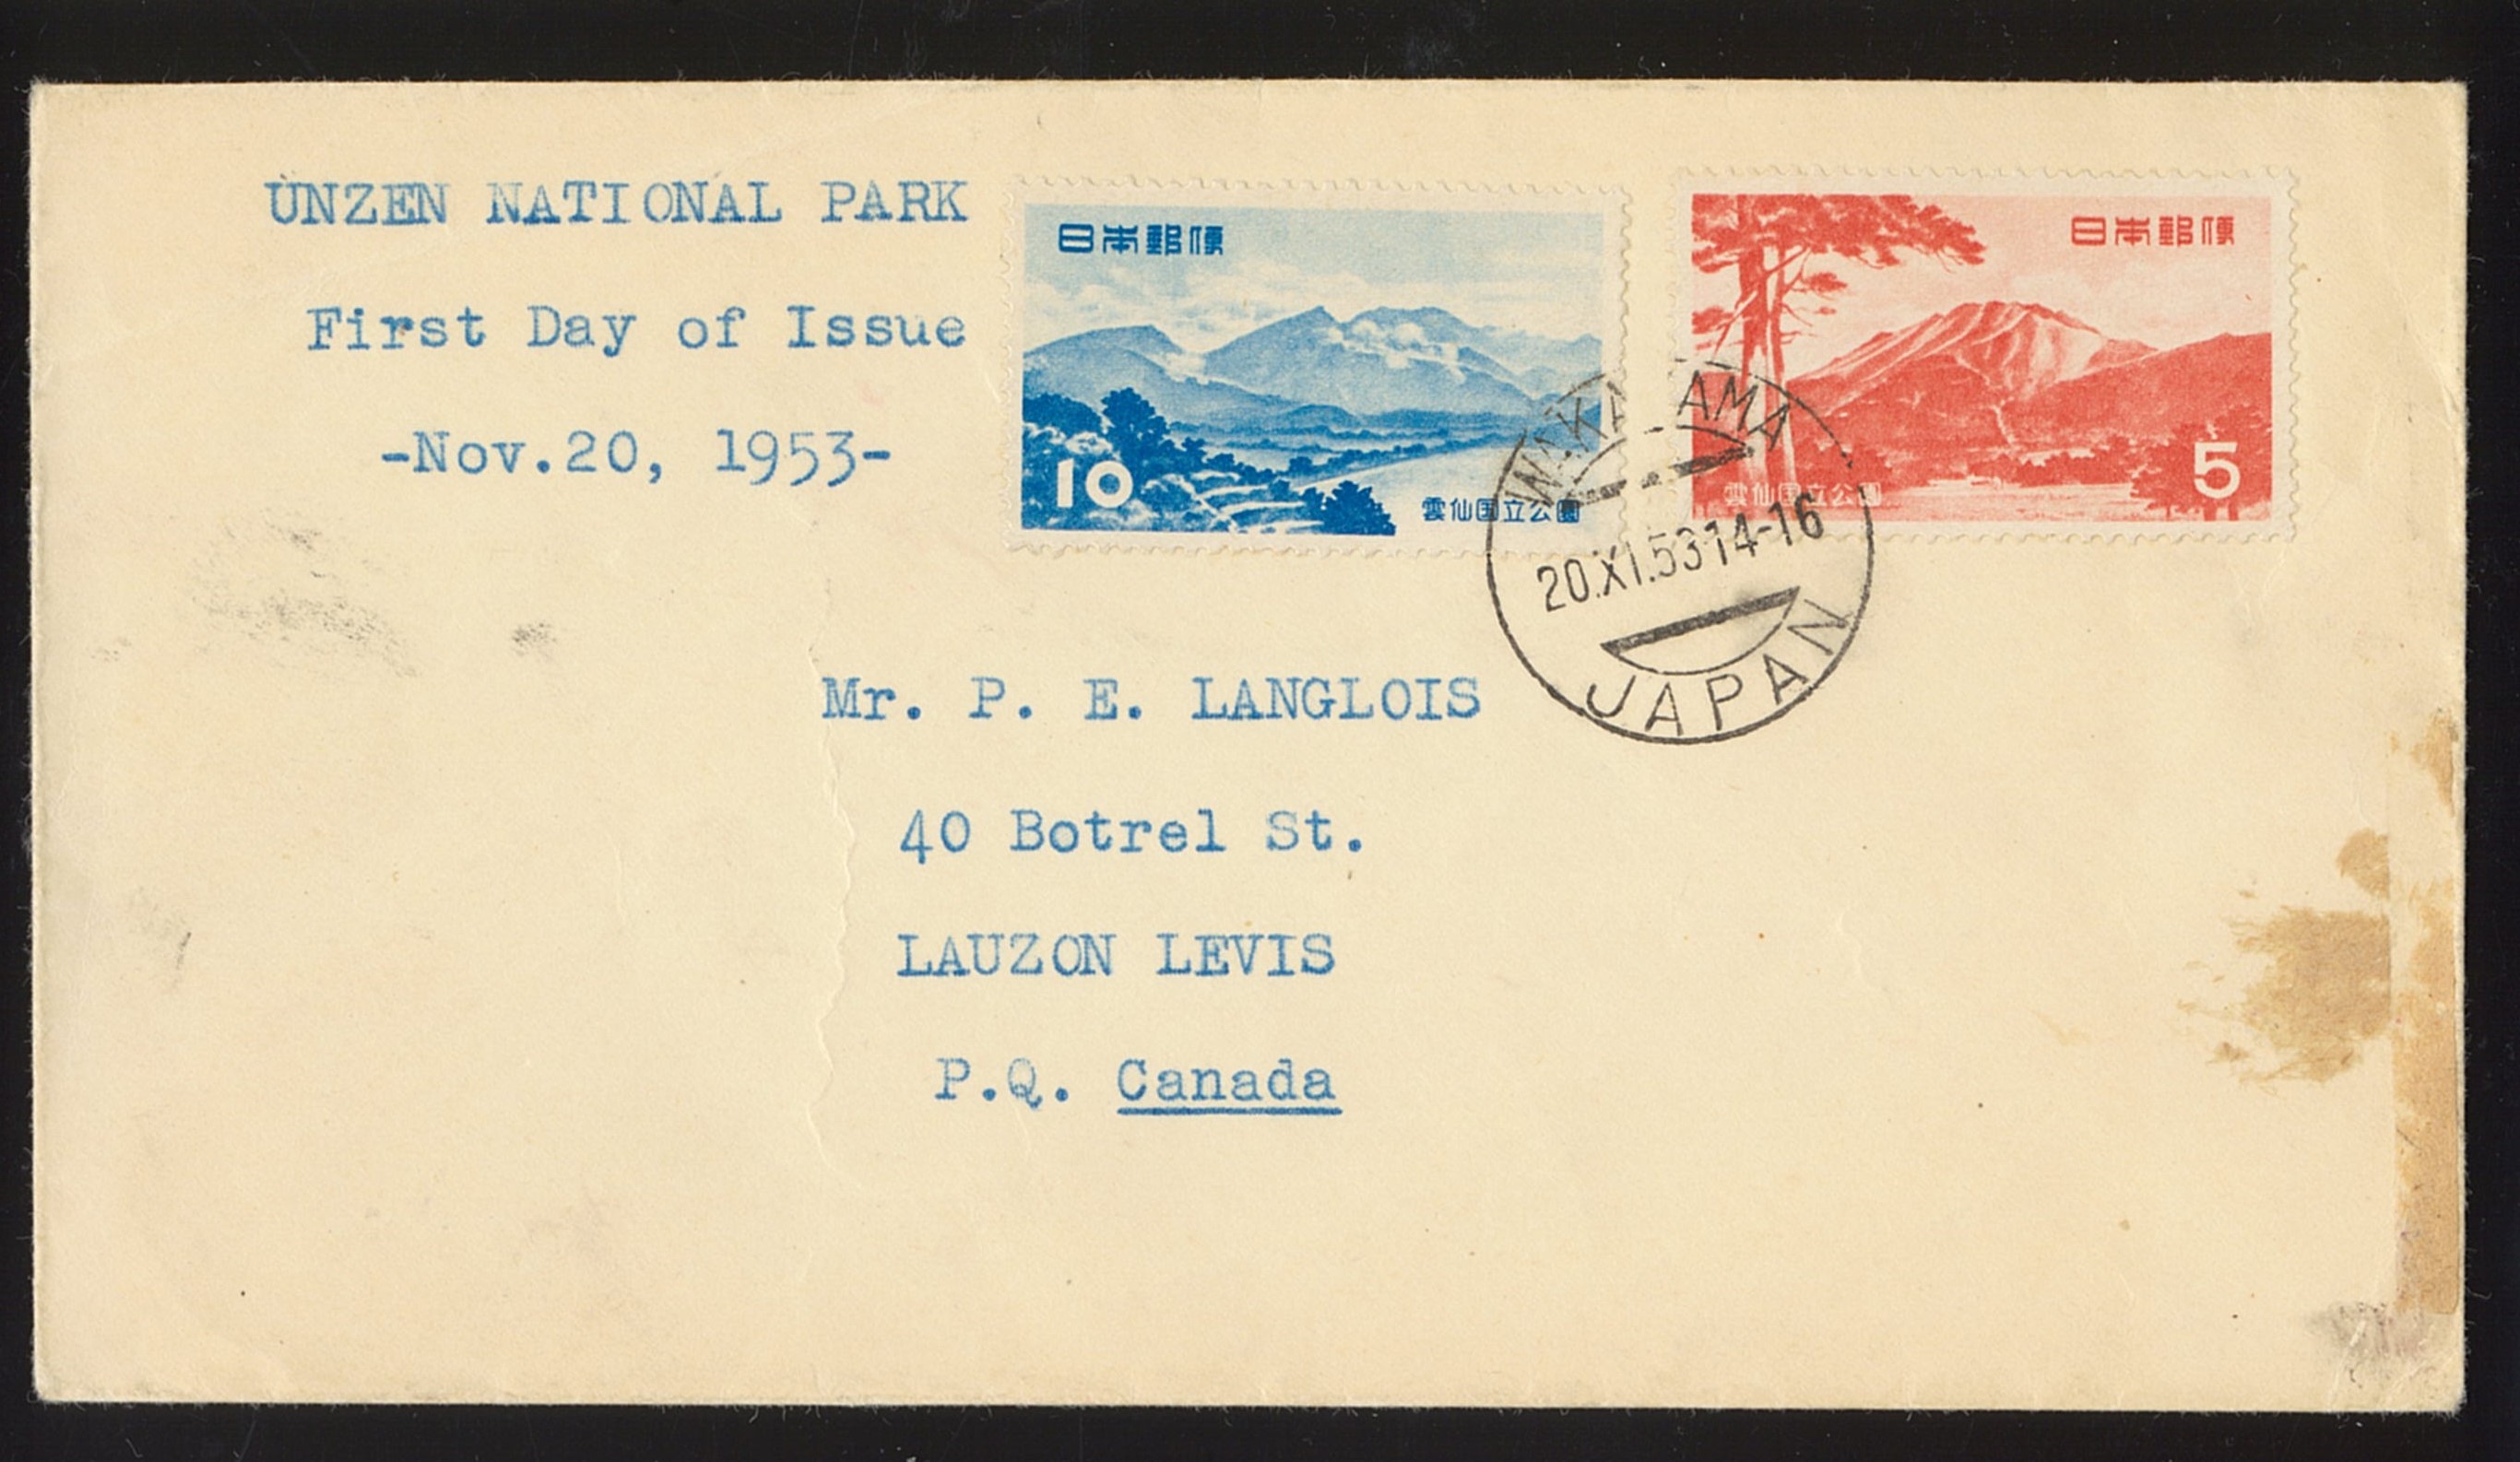 UNZEN NATIONAL PARK
First Day of Issue
-Nov.20, 1953-
日本郵便
10
雲仙国立公園
日本郵便
雲仙国立公園
5
WAKAYAMA
20.XI.53 14-16
JAPAN
Mr. P. E. LANGLOIS
40 Botrel St.
LAUZON LEVIS
P.Q. Canada